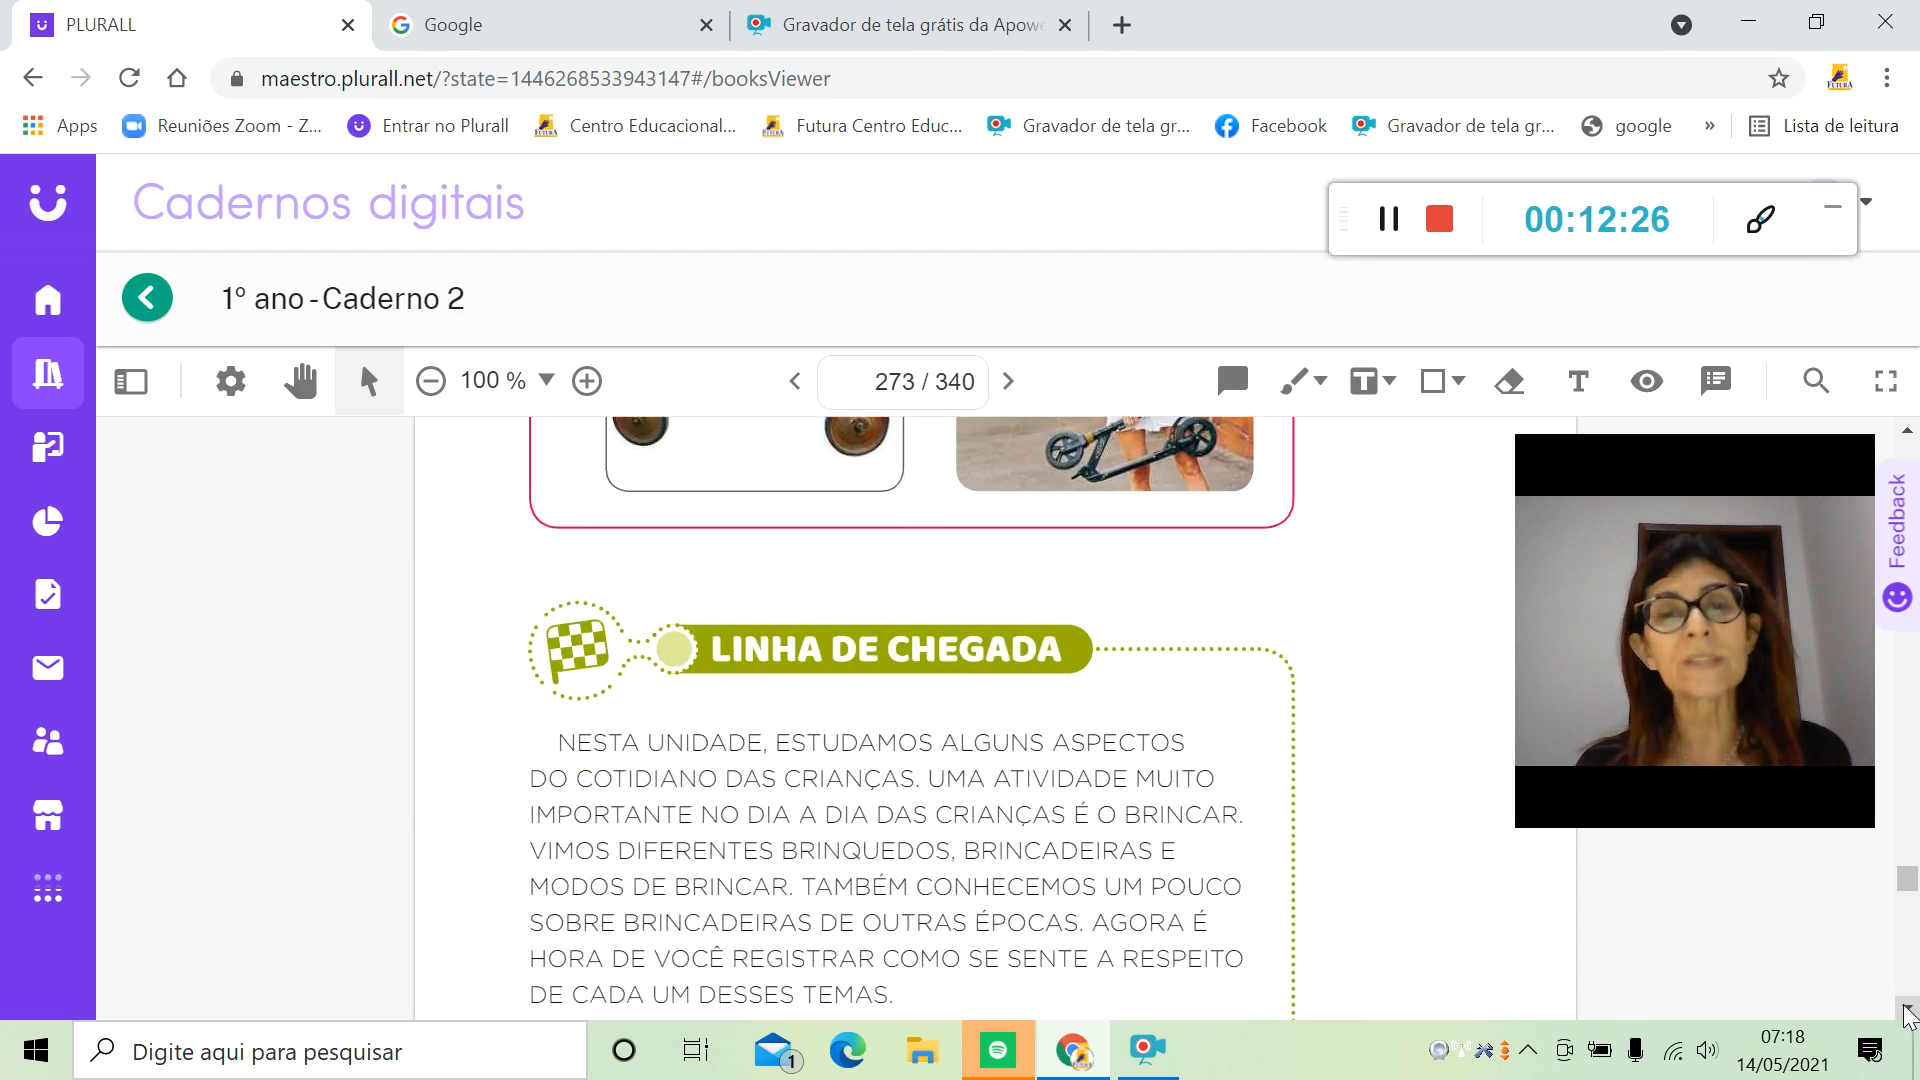 PLURALL
Google
Gravador de tela grátis da Apowe
maestro.plurall.net/?state=1446268533943147#/booksViewer
Apps
Reuniões Zoom - Z...
Entrar no Plurall
Centro Educacional...
Futura Centro Educ...
Gravador de tela gr...
Facebook
Gravador de tela gr...
google
»
Lista de leitura
Cadernos digitais
00:12:26
1º ano - Caderno 2
100 %
273 / 340
Feedback
LINHA DE CHEGADA
NESTA UNIDADE, ESTUDAMOS ALGUNS ASPECTOS
DO COTIDIANO DAS CRIANÇAS. UMA ATIVIDADE MUITO
IMPORTANTE NO DIA A DIA DAS CRIANÇAS É O BRINCAR.
VIMOS DIFERENTES BRINQUEDOS, BRINCADEIRAS E
MODOS DE BRINCAR. TAMBÉM CONHECEMOS UM POUCO
SOBRE BRINCADEIRAS DE OUTRAS ÉPOCAS. AGORA É
HORA DE VOCÊ REGISTRAR COMO SE SENTE A RESPEITO
DE CADA UM DESSES TEMAS.
Digite aqui para pesquisar
1
07:18
14/05/2021